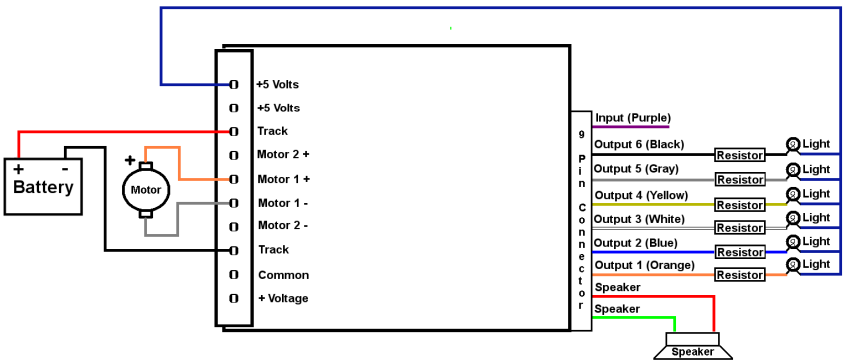 +5 Volts
+5 Volts
Track
Motor 2 +
Motor 1 +
Motor 1 -
Motor 2 -
Track
Common
+ Voltage
+ -
Battery
+
Motor
9 Pin Connector
Input (Purple)
Output 6 (Black)
Resistor
Light
Output 5 (Gray)
Resistor
Light
Output 4 (Yellow)
Resistor
Light
Output 3 (White)
Resistor
Light
Output 2 (Blue)
Resistor
Light
Output 1 (Orange)
Resistor
Light
Speaker
Speaker
Speaker